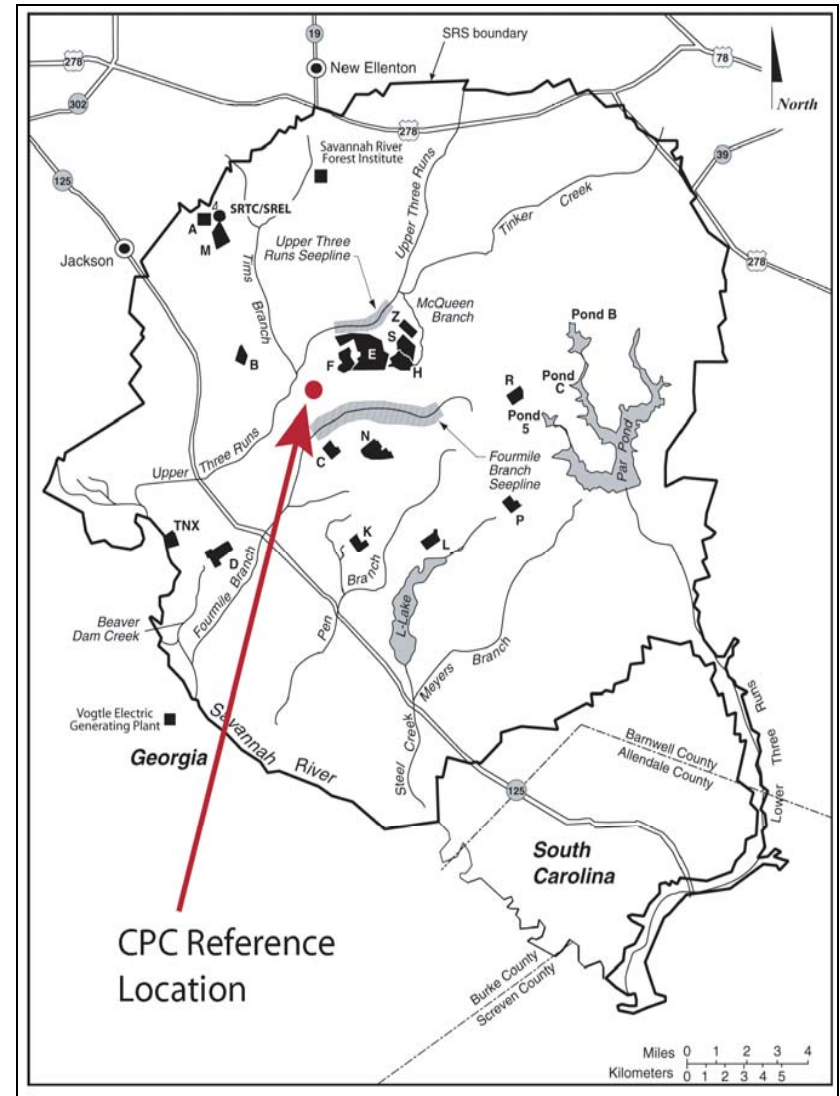 19
SRS boundary
278
New Ellenton
78
302
North
278
Savannah River
Forest Institute
39
125
Upper Three Runs
Tinker Creek
4
SRTC/SREL
A
M
Jackson
Upper Three
Runs Seepline
278
Tims Branch
McQueen
Branch
Z
S
Pond B
F
E
H
B
R
Pond
C
Pond
5
Par Pond
Upper Three Runs
C
N
Fourmile
Branch
Seepline
P
TNX
D
K
L
Pen Branch
Fourmile Branch
Beaver
Dam Creek
L-Lake
Meyers Branch
Vogtle Electric
Generating Plant
Georgia
Savannah River
Steel Creek
Barnwell County
Allendale County
Lower Three Runs
125
South
Carolina
CPC Reference
Location
Burke County
Screven County
Miles 0 1 2 3 4
Kilometers 0 1 2 3 4 5